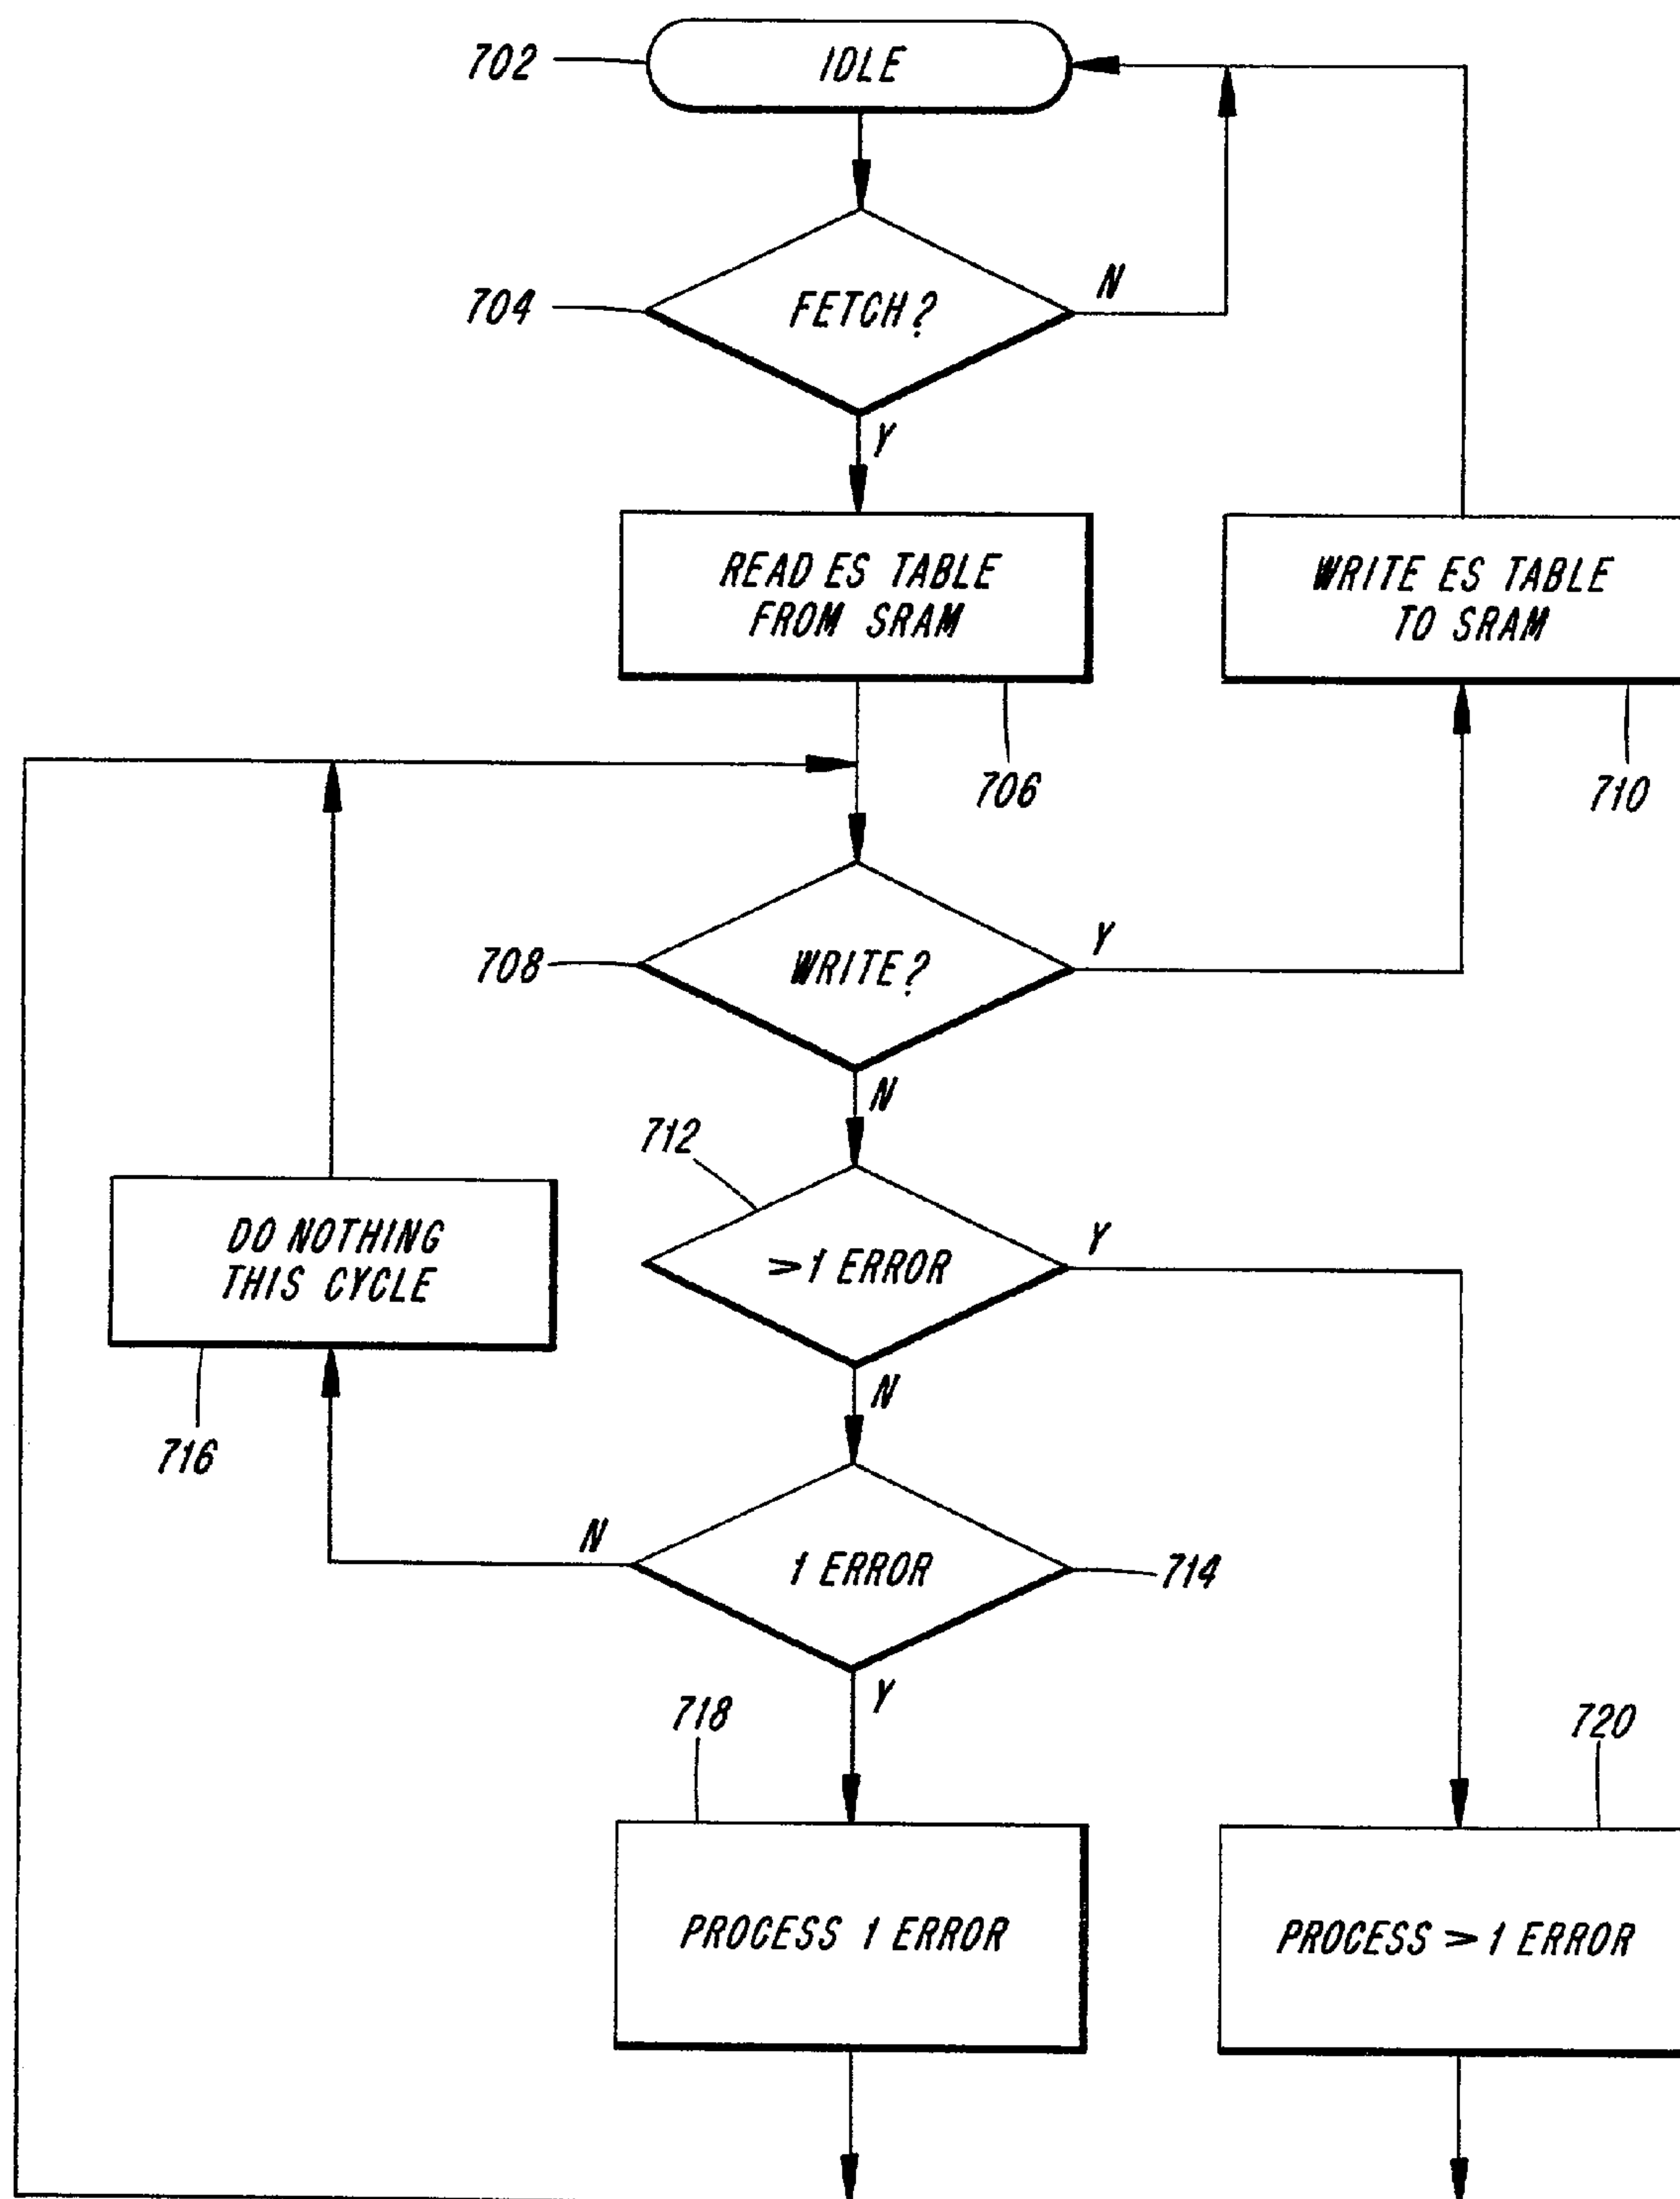 702
IDLE
704
FETCH?
N
Y
READ ES TABLE
FROM SRAM
WRITE ES TABLE
TO SRAM
706
710
708
WRITE?
Y
N
712
>1 ERROR
Y
DO NOTHING
THIS CYCLE
N
716
N
1 ERROR
714
Y
718
720
PROCESS 1 ERROR
PROCESS >1 ERROR